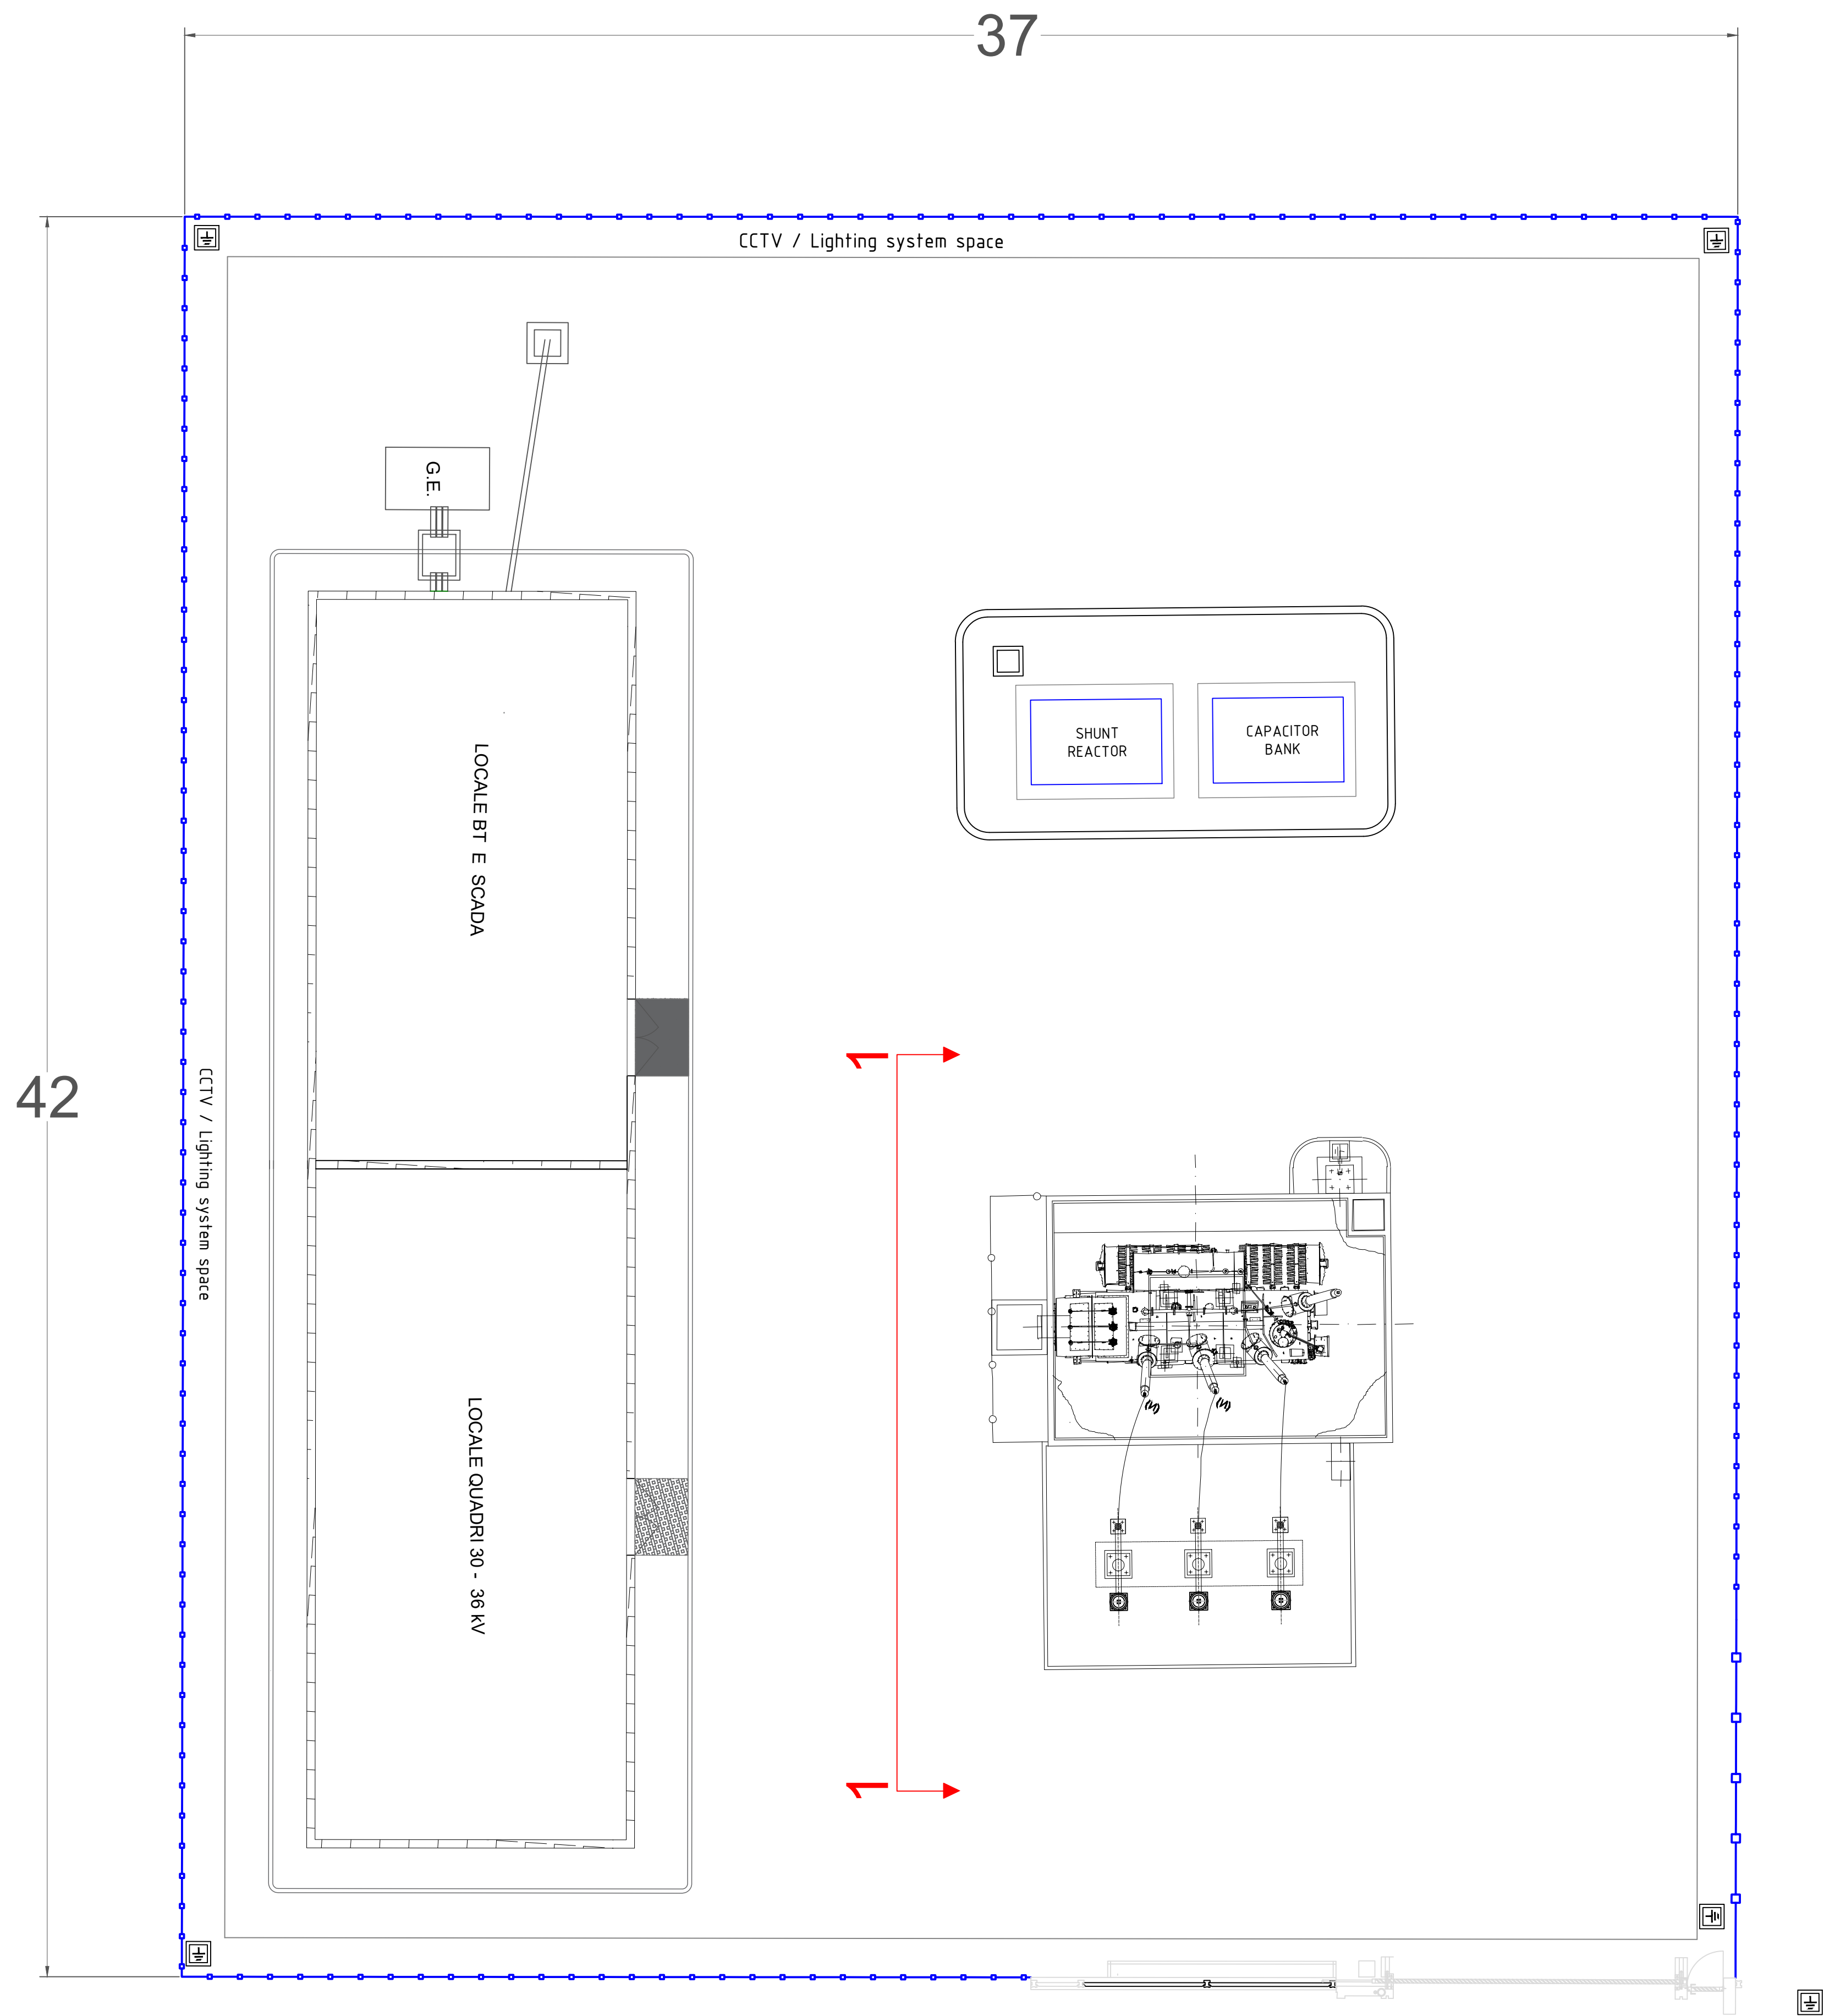 37
CCTV / Lighting system space
G.E.
SHUNT
REACTOR
CAPACITOR
BANK
LOCALE BT E SCADA
1
42
CCTV / Lighting system space
LOCALE QUADRI 30 - 36 kV
1